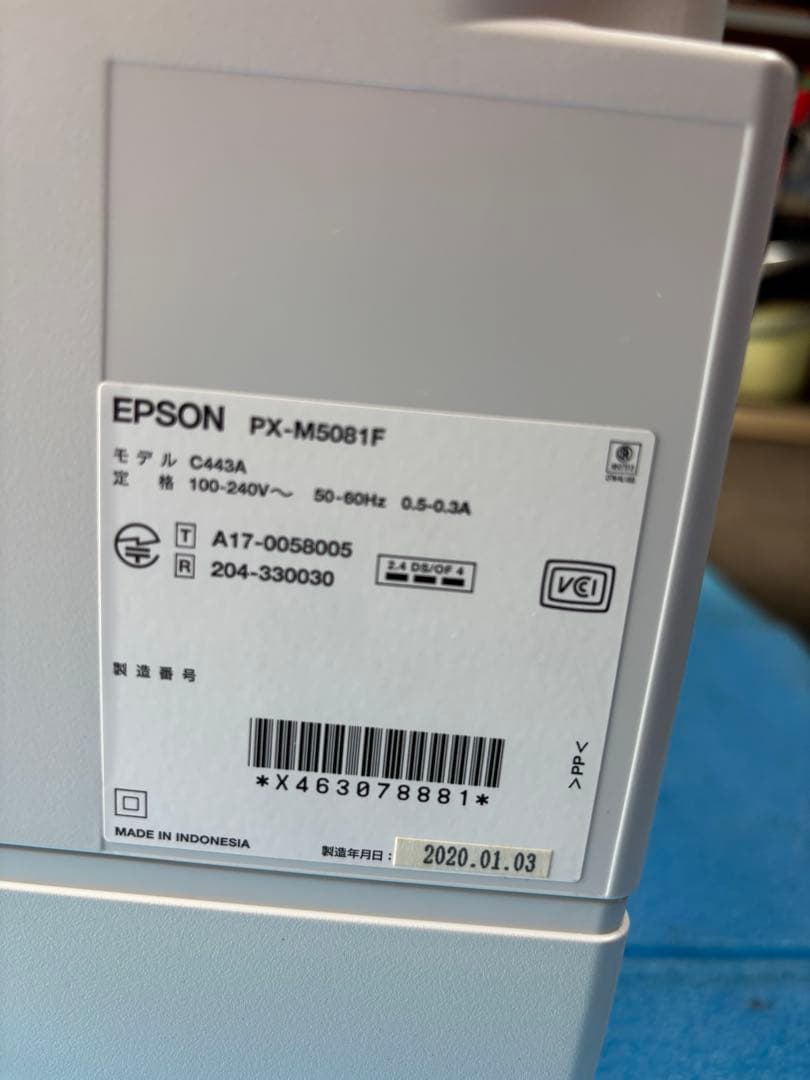 EPSON PX-M5081F
モデル C443A
定格 100-240V～ 50-60Hz 0.5-0.3A
T A17-0058005
R 204-330030
2.4 DS/OF 4
VCCI
製造番号
*X463078881*
>PP<
MADE IN INDONESIA
製造年月日： 2020.01.03